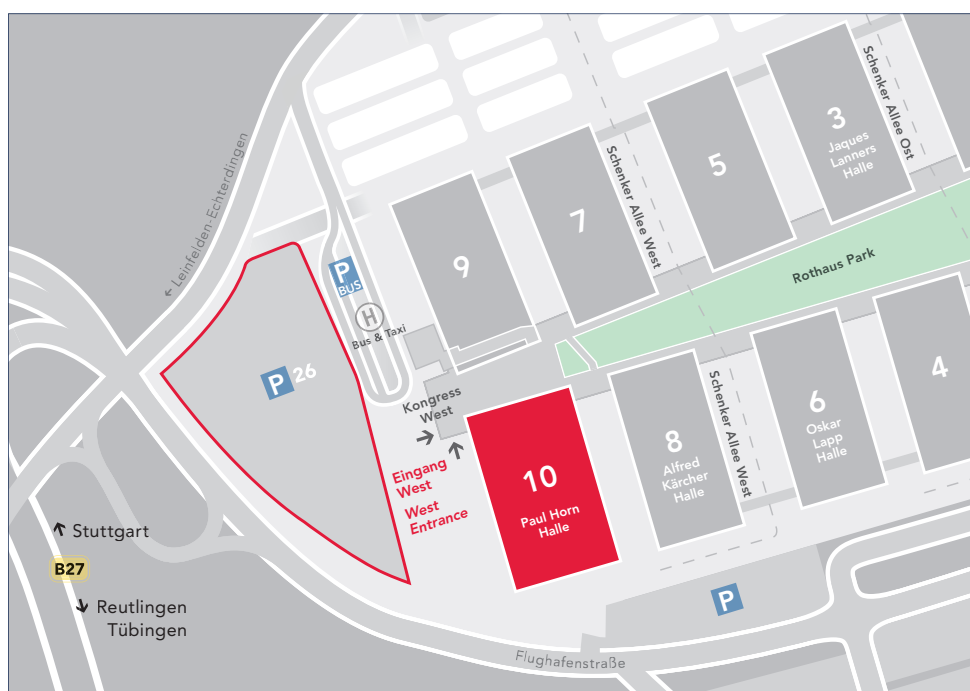 ← Leinfelden-Echterdingen
P
BUS
H
Bus & Taxi
P 26
9
7
5
3
Jaques
Lanners
Halle
Schenker Allee West
Schenker Allee Ost
Rothaus Park
Kongress
West
Eingang
West
West
Entrance
10
Paul Horn
Halle
8
Alfred
Kärcher
Halle
Schenker Allee West
6
Oskar
Lapp
Halle
4
P
Stuttgart
B27
Reutlingen
Tübingen
Flughafenstraße